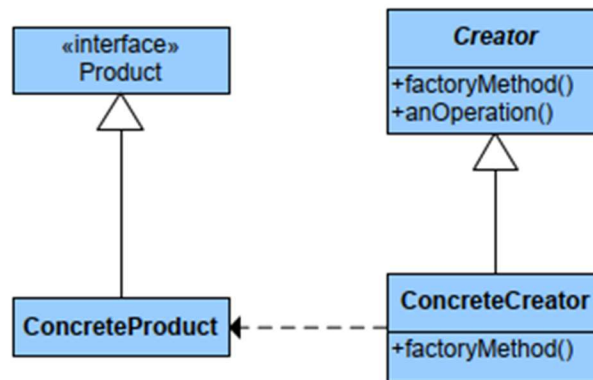 «interface»
Product
Creator
+factoryMethod()
+anOperation()
ConcreteProduct
ConcreteCreator
+factoryMethod()